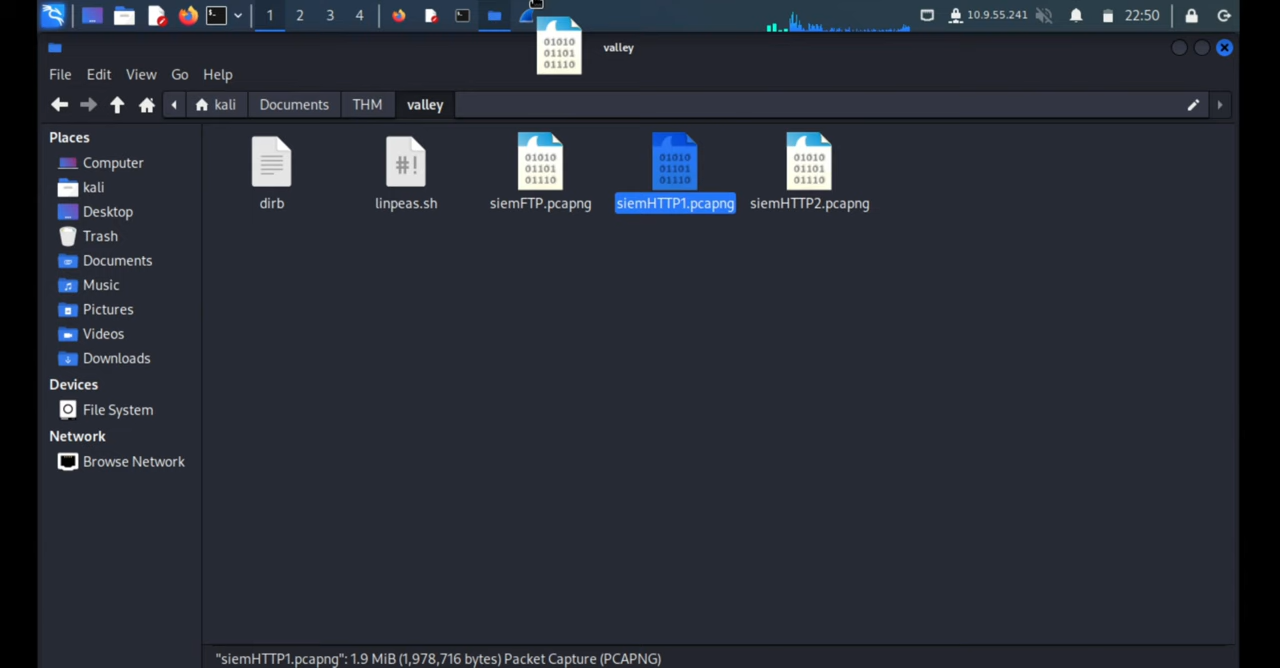 1 2 3 4 10.9.55.241 22:50
01010
01101
01110
valley
File Edit View Go Help
kali Documents THM valley
Places
Computer
kali
Desktop
Trash
Documents
Music
Pictures
Videos
Downloads
Devices
File System
Network
Browse Network
#!
01010 01010 01010
01101 01101 01101
01110 01110 01110
dirb linpeas.sh siemFTP.pcapng siemHTTP1.pcapng siemHTTP2.pcapng
"siemHTTP1.pcapng": 1.9 MiB (1,978,716 bytes) Packet Capture (PCAPNG)